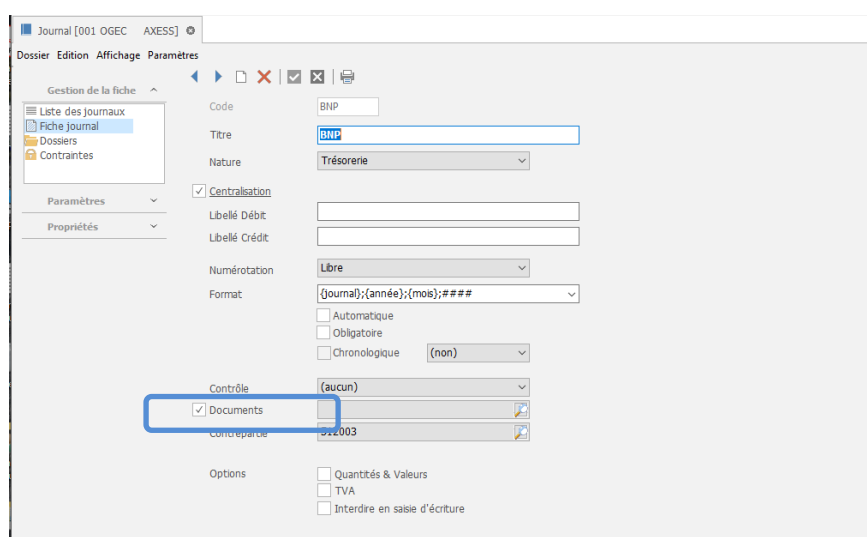 Journal [001 OGEC AXESS]
Dossier Edition Affichage Paramètres
Gestion de la fiche
Liste des journaux
Fiche journal
Dossiers
Contraintes
Paramètres
Propriétés
Code BNP
Titre BNP
Nature Trésorerie
Centralisation
Libellé Débit
Libellé Crédit
Numérotation Libre
Format {journal};{année};{mois};####
Automatique
Obligatoire
Chronologique (non)
Contrôle (aucun)
Documents
Contrepartie 512003
Options Quantités & Valeurs
TVA
Interdire en saisie d'écriture